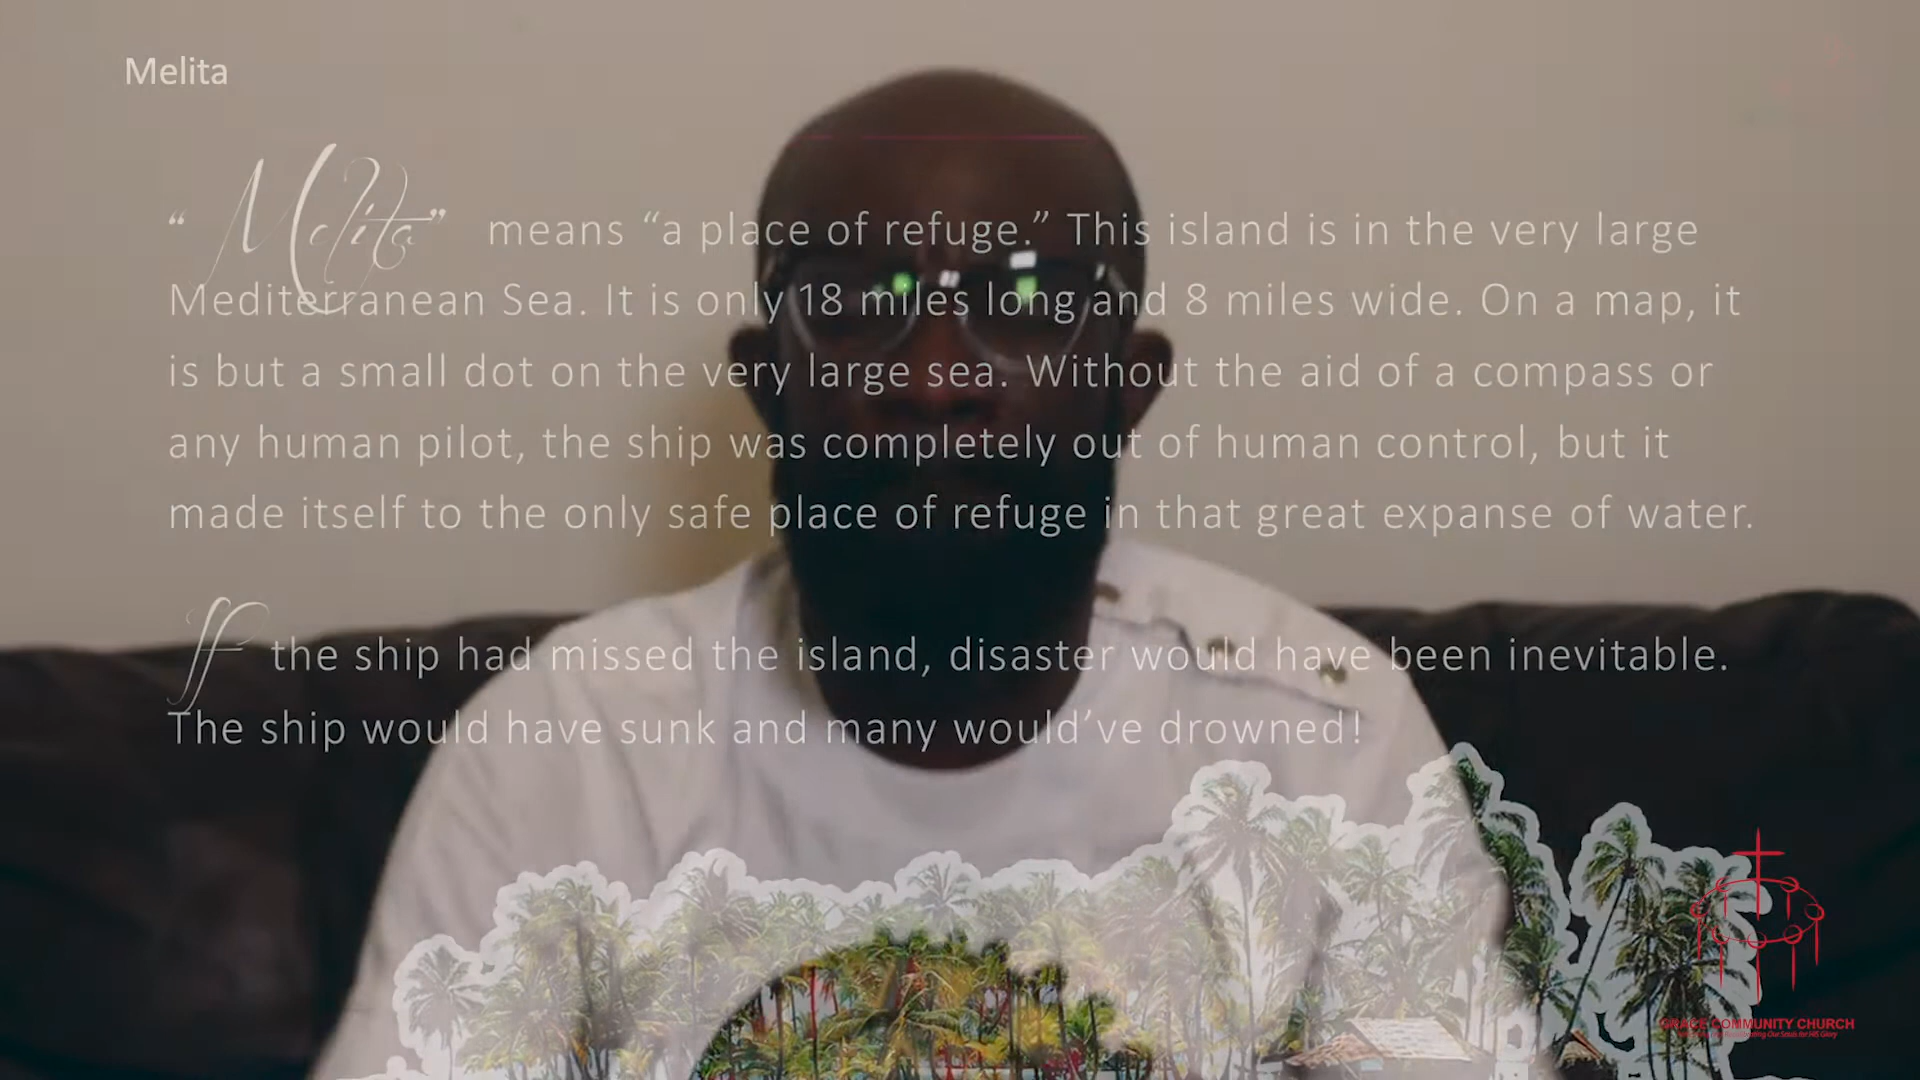 Melita
“Melita” means “a place of refuge.” This island is in the very large
Mediterranean Sea. It is only 18 miles long and 8 miles wide. On a map, it
is but a small dot on the very large sea. Without the aid of a compass or
any human pilot, the ship was completely out of human control, but it
made itself to the only safe place of refuge in that great expanse of water.
If the ship had missed the island, disaster would have been inevitable.
The ship would have sunk and many would’ve drowned!
GRACE COMMUNITY CHURCH
Our Souls for HIS Glory